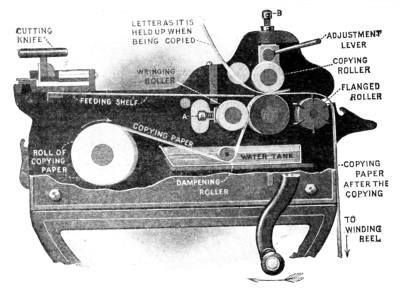 CUTTING
KNIFE
LETTER AS IT IS
HELD UP WHEN
BEING COPIED
B
ADJUSTMENT
LEVER
COPYING
ROLLER
WRINGING
ROLLER
FLANGED
ROLLER
FEEDING SHELF
A
COPYING PAPER
ROLL OF
COPYING
PAPER
WATER TANK
DAMPENING
ROLLER
COPYING
PAPER
AFTER THE
COPYING
TO
WINDING
REEL